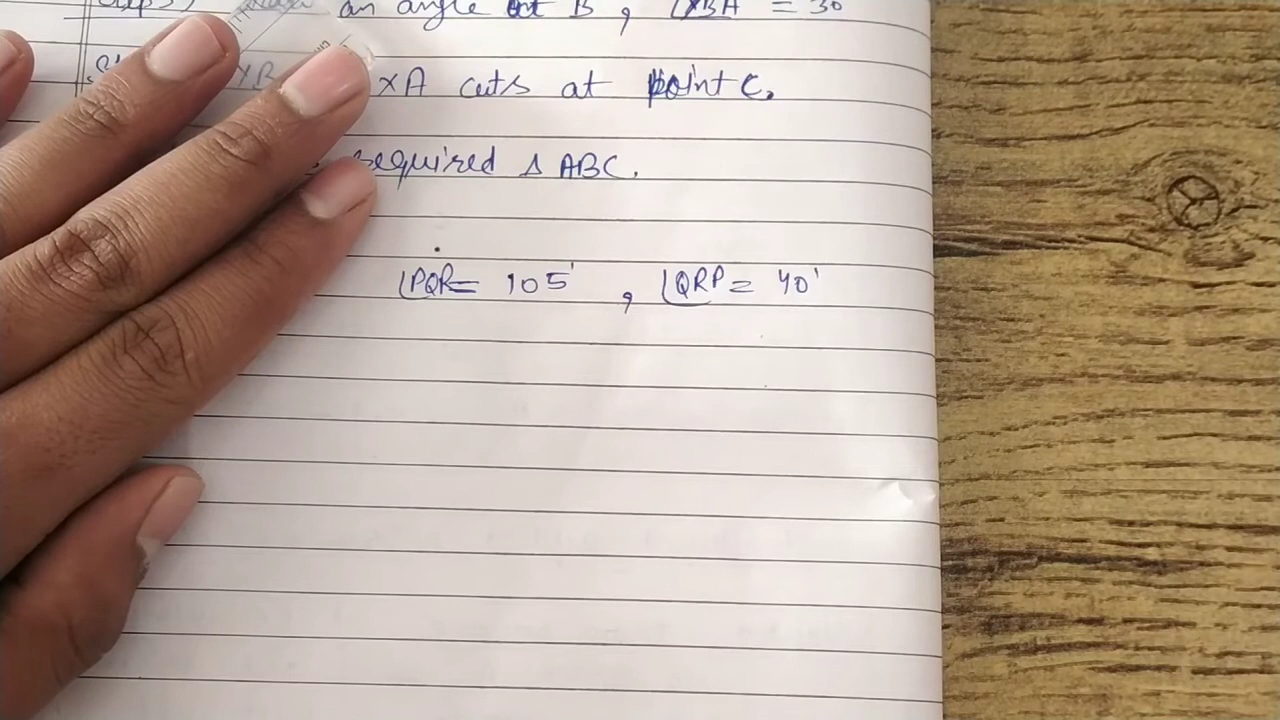 an angle at B, ∠XBA = 30
XA cuts at point C.
required Δ ABC.
∠PQR = 105°, ∠QRP = 40°